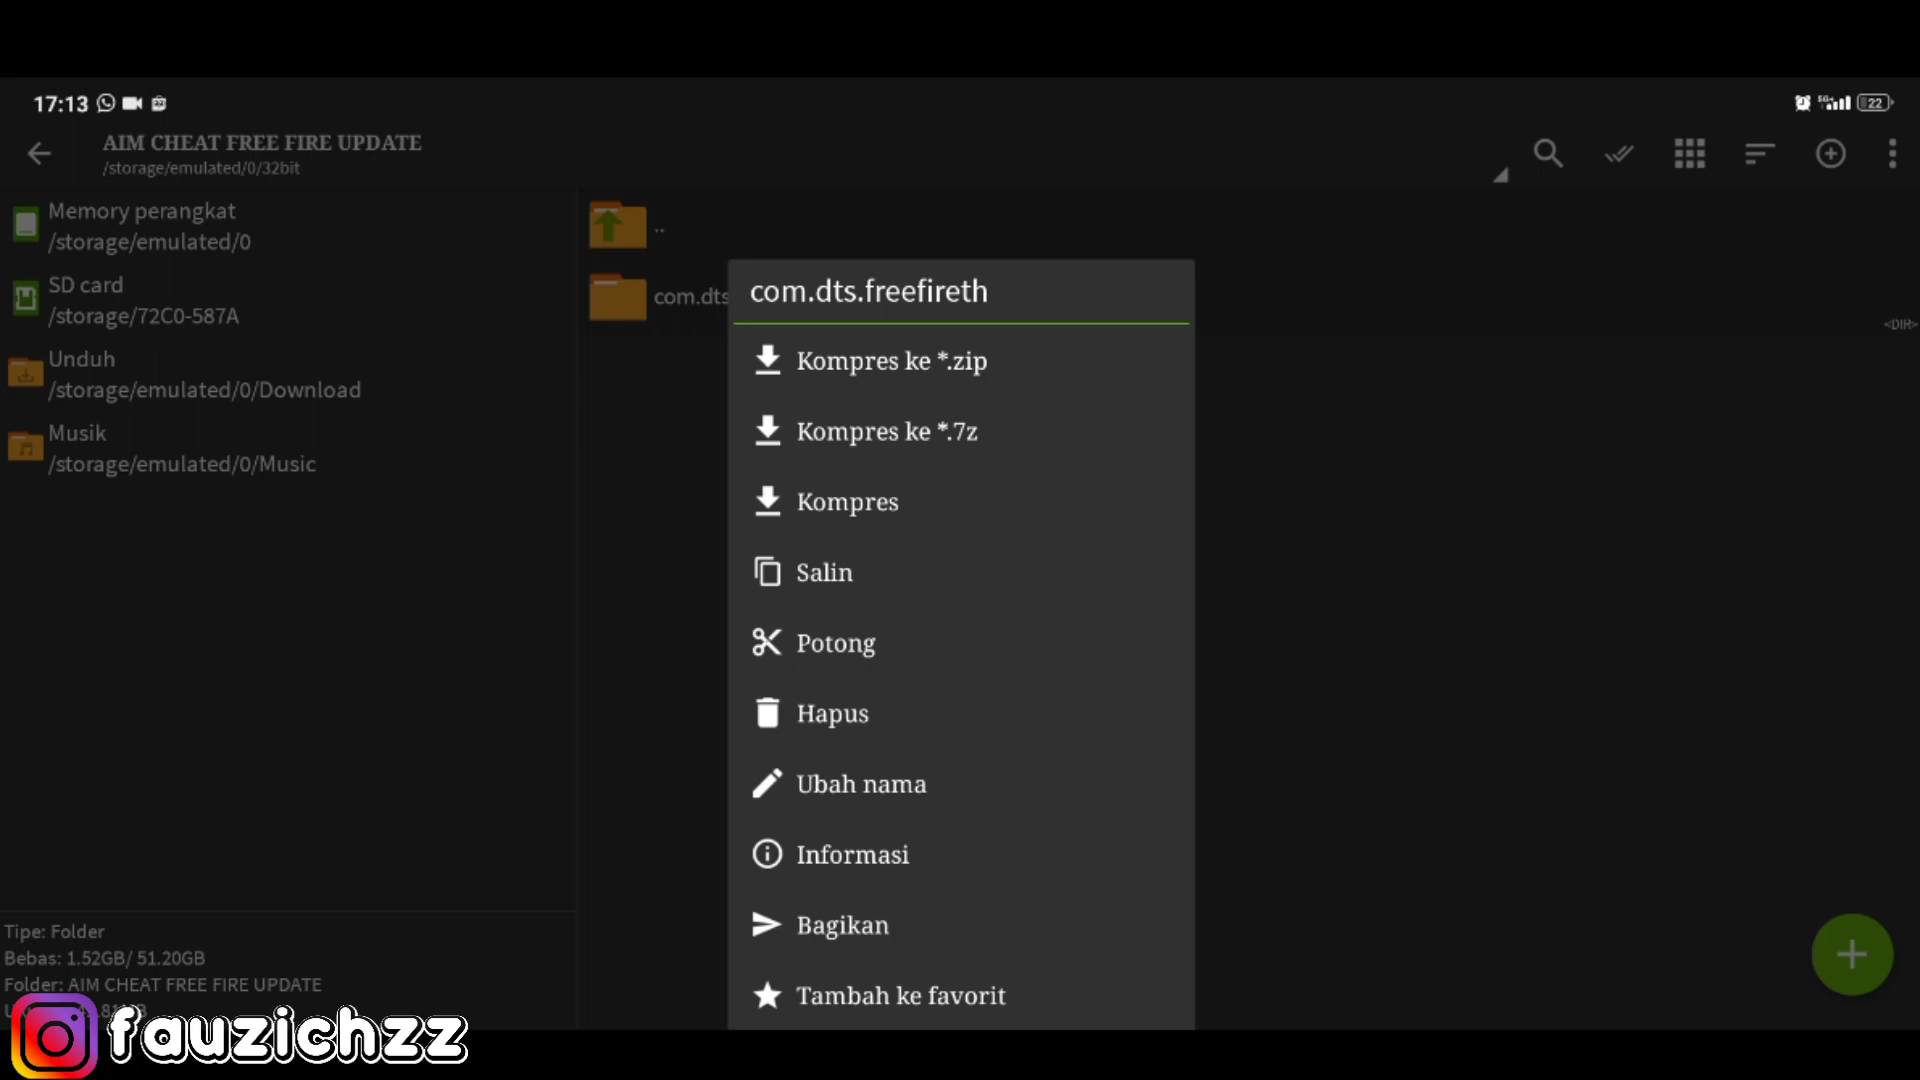 17:13
22
AIM CHEAT FREE FIRE UPDATE
/storage/emulated/0/32bit
Memory perangkat
/storage/emulated/0
SD card
/storage/72C0-587A
Unduh
/storage/emulated/0/Download
Musik
/storage/emulated/0/Music
..
com.dts
<DIR>
com.dts.freefireth
Kompres ke *.zip
Kompres ke *.7z
Kompres
Salin
Potong
Hapus
Ubah nama
Informasi
Bagikan
Tambah ke favorit
Tipe: Folder
Bebas: 1.52GB/ 51.20GB
Folder: AIM CHEAT FREE FIRE UPDATE
fauzichzz